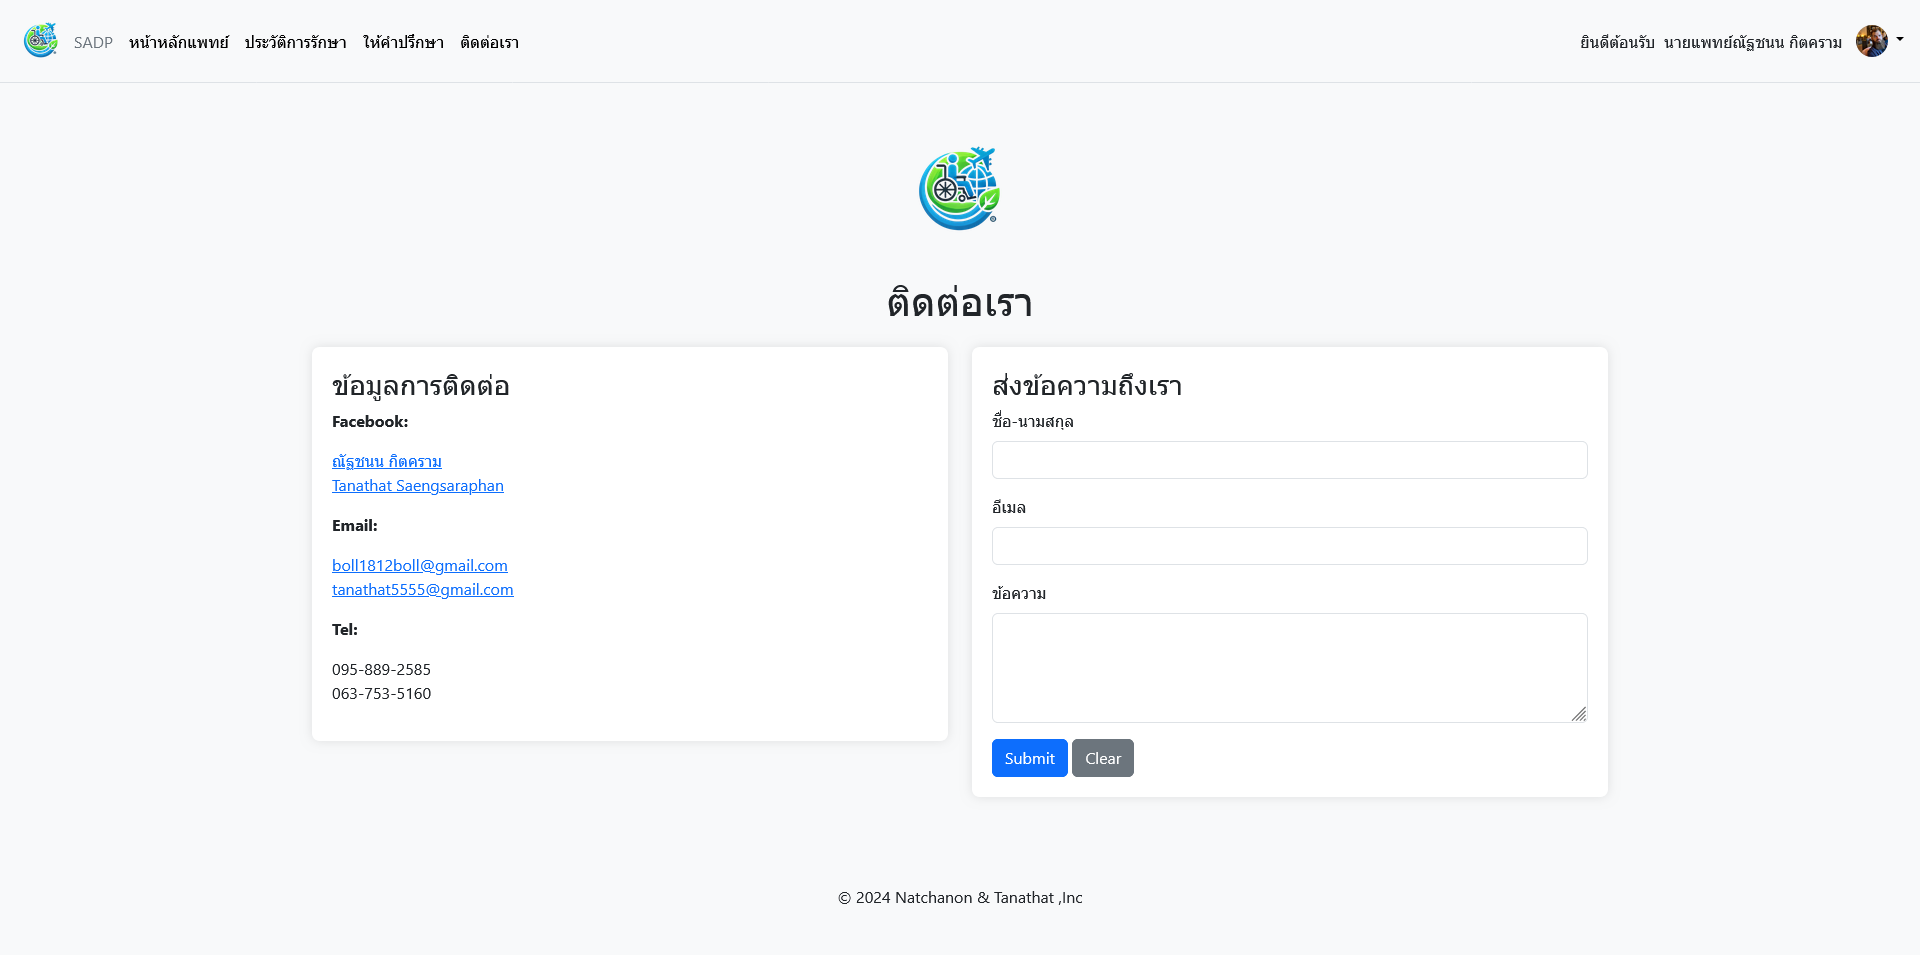 SADP หน้าหลักแพทย์ ประวัติการรักษา ให้คำปรึกษา ติดต่อเรา ยินดีต้อนรับ นายแพทย์ณัฐชนน กิตคราม
ติดต่อเรา
ข้อมูลการติดต่อ
Facebook:
ณัฐชนน กิตคราม
Tanathat Saengsaraphan
Email:
boll1812boll@gmail.com
tanathat5555@gmail.com
Tel:
095-889-2585
063-753-5160
ส่งข้อความถึงเรา
ชื่อ-นามสกุล
อีเมล
ข้อความ
Submit Clear
© 2024 Natchanon & Tanathat ,Inc